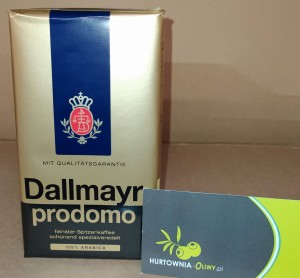 MIT QUALITÄTSGARANTIE
Dallmayr
prodomo
feinster Spitzenkaffee
schonend spezialveredelt
100% ARABICA
HURTOWNIA
OLIWY.pl